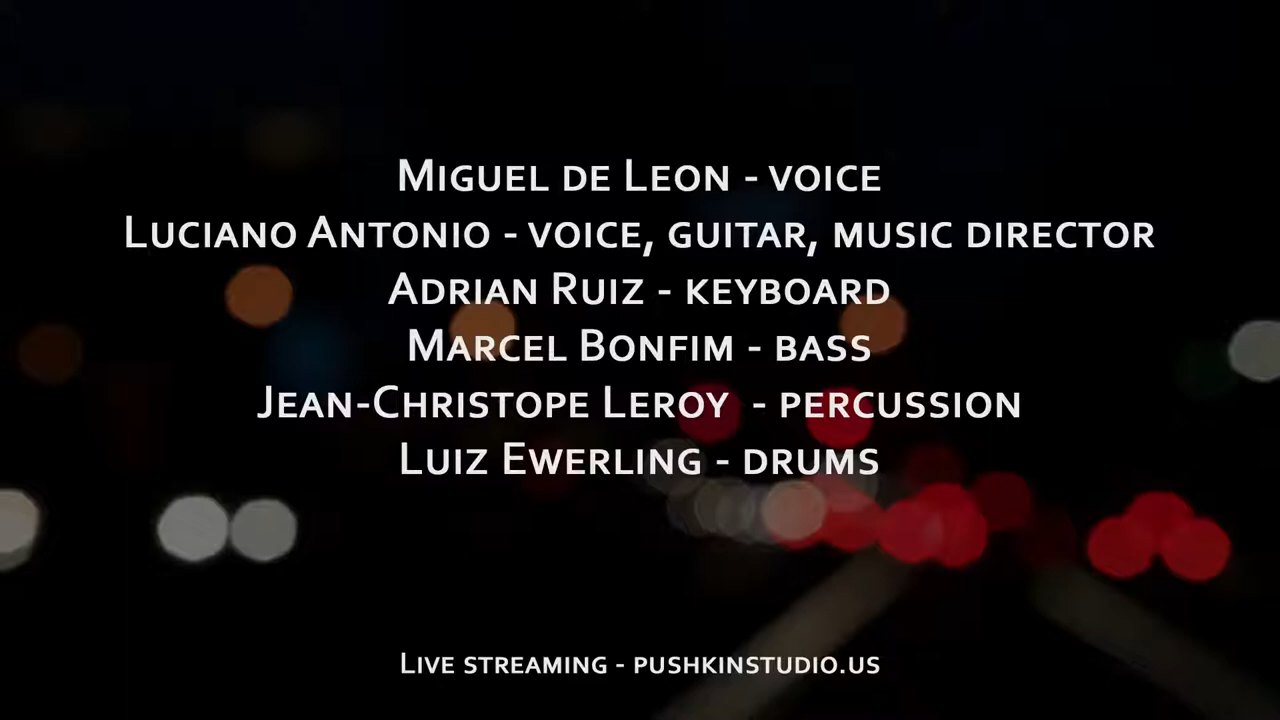 Miguel de Leon - voice
Luciano Antonio - voice, guitar, music director
Adrian Ruiz - keyboard
Marcel Bonfim - bass
Jean-Christope Leroy - percussion
Luiz Ewerling - drums
Live streaming - pushkinstudio.us